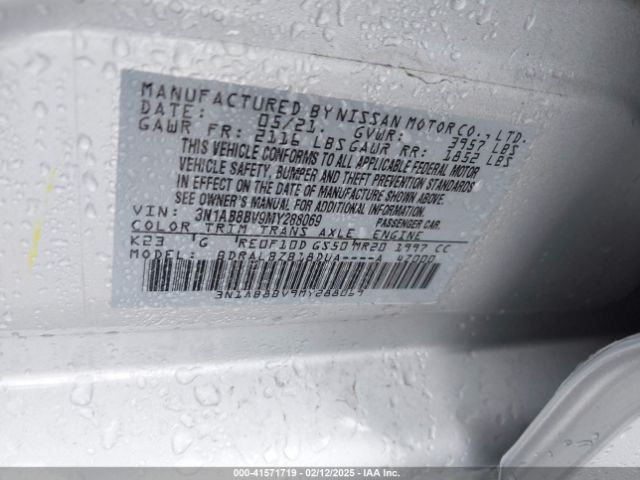 MANUFACTURED BY NISSAN MOTOR CO., LTD.
DATE: 05/21. GVWR: 3957 LBS
GAWR FR: 2116 LBS GAWR RR: 1852 LBS
THIS VEHICLE CONFORMS TO ALL APPLICABLE FEDERAL MOTOR
VEHICLE SAFETY, BUMPER, AND THEFT PREVENTION STANDARDS
IN EFFECT ON THE DATE OF MANUFACTURE SHOWN ABOVE.
SEE OWNER'S MANUAL FOR ADDITIONAL INFORMATION
VIN: 3N1AB8BV9MY288069 PASSENGER CAR.
COLOR TRIM TRANS AXLE ENGINE
K23 G RE0F10D GS50 MR20 1997 CC
MODEL: BDRALBZB18DUA----A 4Z000
3N1AB8BV9MY288069
000-41571719 - 02/12/2025 - IAA Inc.